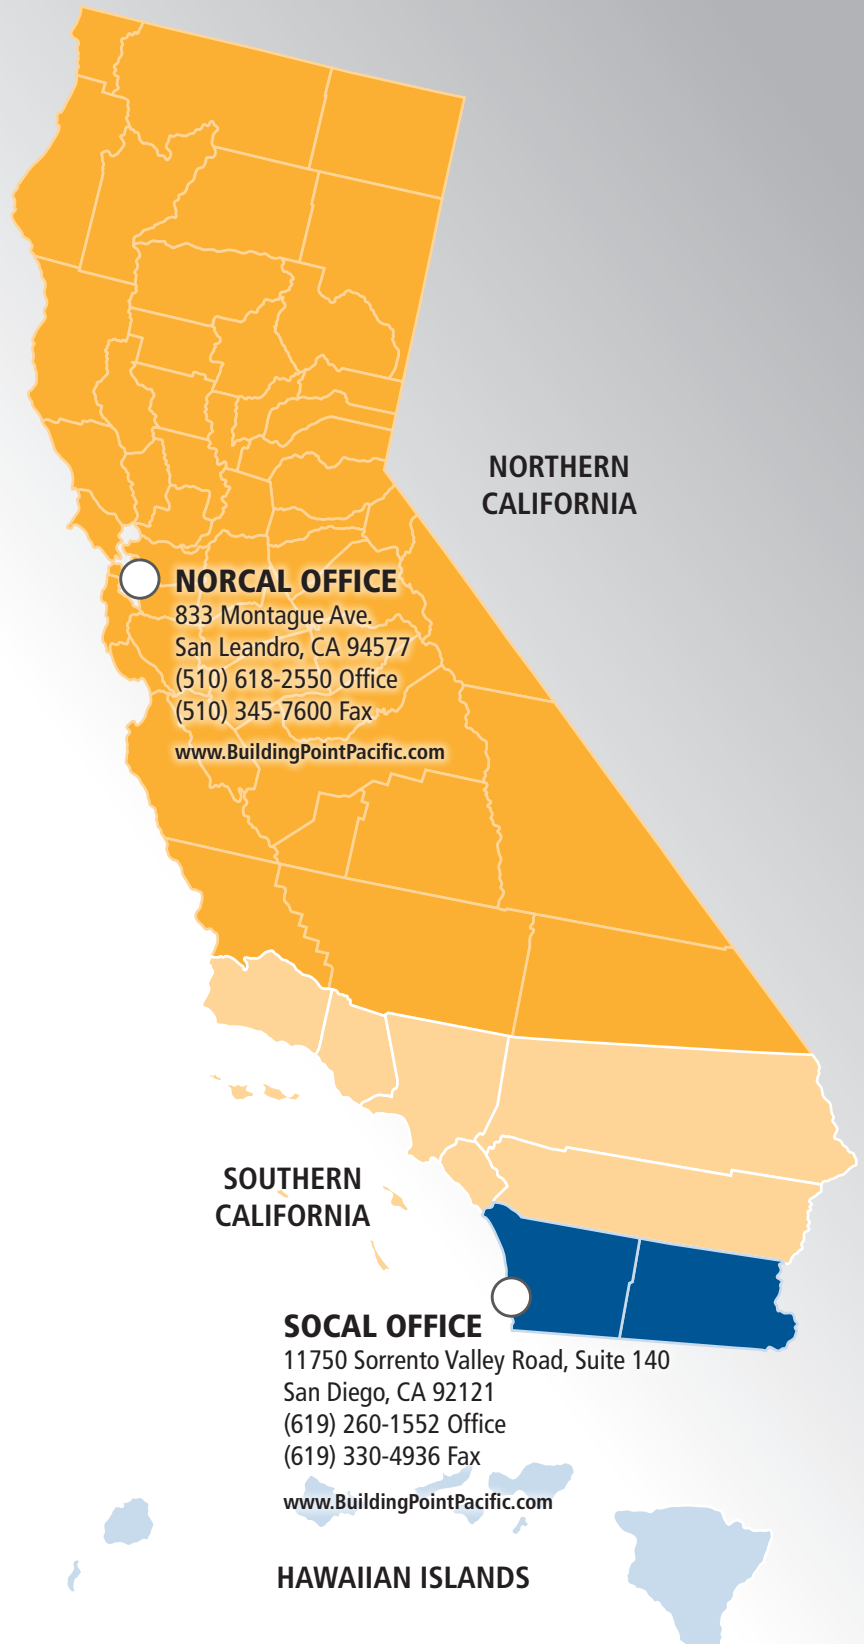 NORTHERN
CALIFORNIA
NORCAL OFFICE
833 Montague Ave.
San Leandro, CA 94577
(510) 618-2550 Office
(510) 345-7600 Fax
www.BuildingPointPacific.com
SOUTHERN
CALIFORNIA
SOCAL OFFICE
11750 Sorrento Valley Road, Suite 140
San Diego, CA 92121
(619) 260-1552 Office
(619) 330-4936 Fax
www.BuildingPointPacific.com
HAWAIIAN ISLANDS